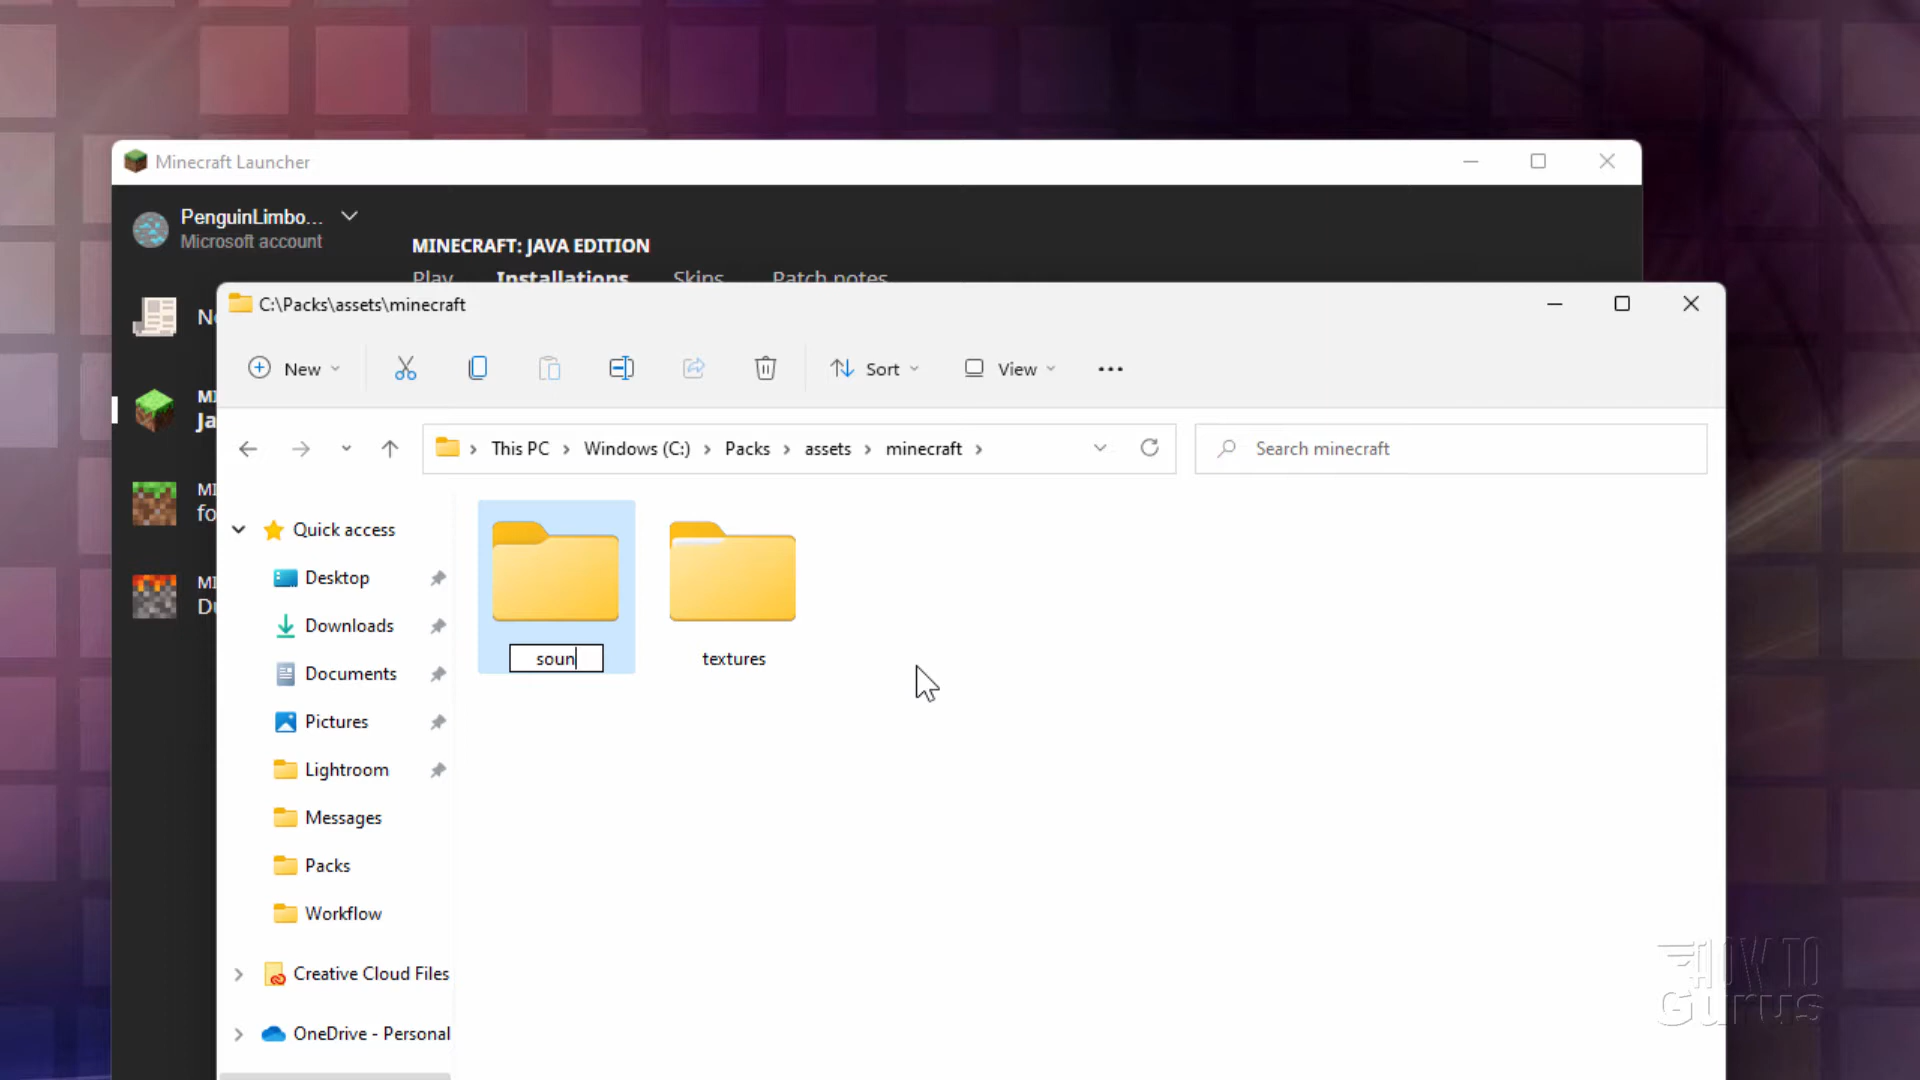 Minecraft Launcher
PenguinLimbo...
Microsoft account
MINECRAFT: JAVA EDITION
Play Installations Skins Patch notes
C:\Packs\assets\minecraft
New
Sort
View
This PC > Windows (C:) > Packs > assets > minecraft >
Search minecraft
Quick access
Desktop
Downloads
Documents
Pictures
Lightroom
Messages
Packs
Workflow
Creative Cloud Files
OneDrive - Personal
soun
textures
HOW TO
Gurus